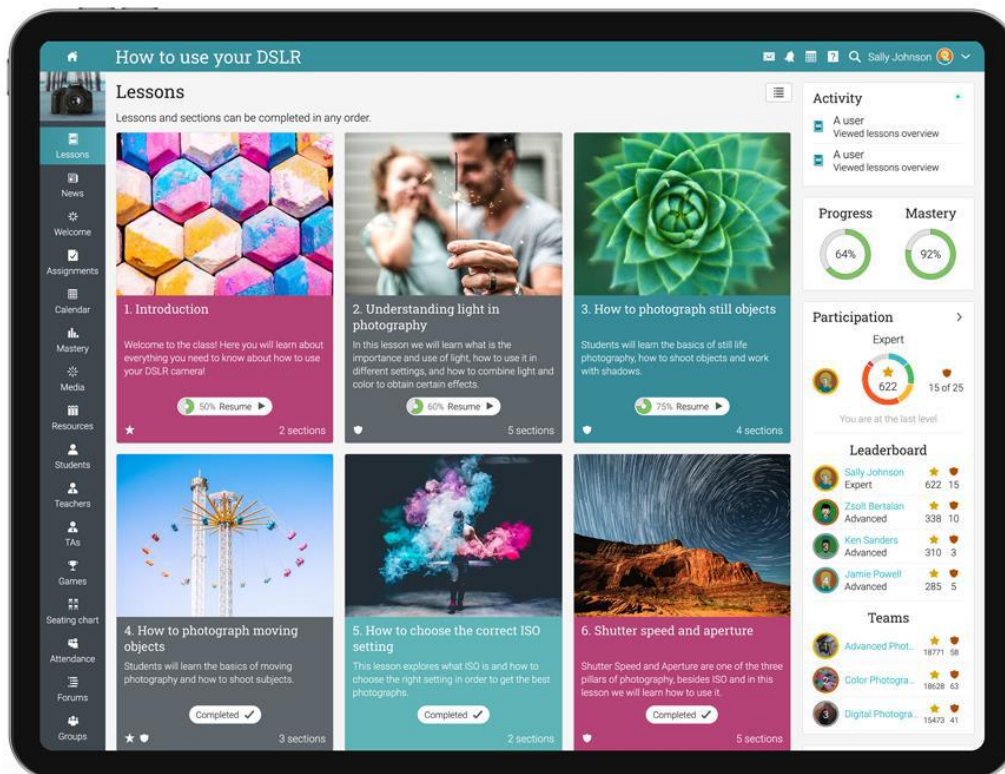 How to use your DSLR
Sally Johnson
Lessons
News
Welcome
Assignments
Calendar
Mastery
Media
Resources
Students
Teachers
TAs
Games
Seating chart
Attendance
Forums
Groups
Lessons
Lessons and sections can be completed in any order.
1. Introduction
Welcome to the class! Here you will learn about
everything you need to know about how to use
your DSLR camera!
50% Resume
2 sections
2. Understanding light in
photography
In this lesson we will learn what is the
importance and use of light, how to use it in
different settings, and how to combine light and
color to obtain certain effects.
60% Resume
5 sections
3. How to photograph still objects
Students will learn the basics of still life
photography, how to shoot objects and work
with shadows.
75% Resume
4 sections
4. How to photograph moving
objects
Students will learn the basics of moving
photography and how to shoot subjects.
Completed
3 sections
5. How to choose the correct ISO
setting
This lesson explores what ISO is and how to
choose the right setting in order to get the best
photographs.
Completed
2 sections
6. Shutter speed and aperture
Shutter Speed and Aperture are one of the three
pillars of photography, besides ISO and in this
lesson we will learn how to use it.
Completed
5 sections
Activity
A user
Viewed lessons overview
A user
Viewed lessons overview
Progress Mastery
64% 92%
Participation
Expert
622
15 of 25
You are at the last level
Leaderboard
Sally Johnson
Expert 622 15
Zsolt Bertalan
Advanced 338 10
Ken Sanders
Advanced 310 3
Jamie Powell
Advanced 285 5
Teams
Advanced Phot... 18771 58
Color Photogra... 18628 63
3 Digital Photogra... 15473 41